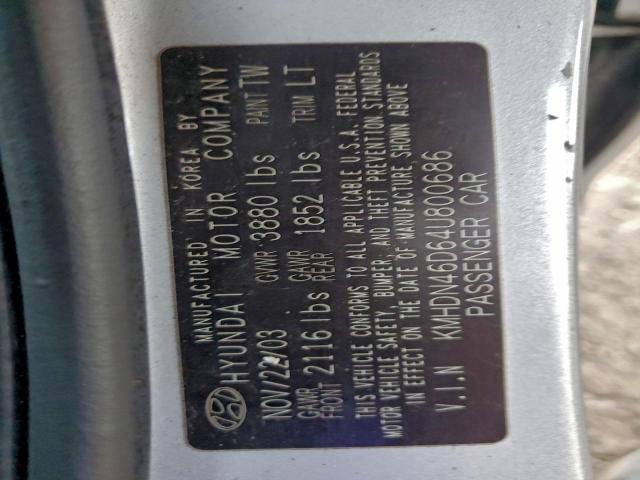 MANUFACTURED IN KOREA BY
HYUNDAI MOTOR COMPANY
NOV/22/03 GVWR 3880 lbs PAINT TW
GAWR FRONT 2116 lbs GAWR REAR 1852 lbs TRIM LT
THIS VEHICLE CONFORMS TO ALL APPLICABLE U.S.A. FEDERAL
MOTOR VEHICLE SAFETY, BUMPER, AND THEFT PREVENTION STANDARDS
IN EFFECT ON THE DATE OF MANUFACTURE SHOWN ABOVE
V.I.N KMHDN46D64U800686
PASSENGER CAR